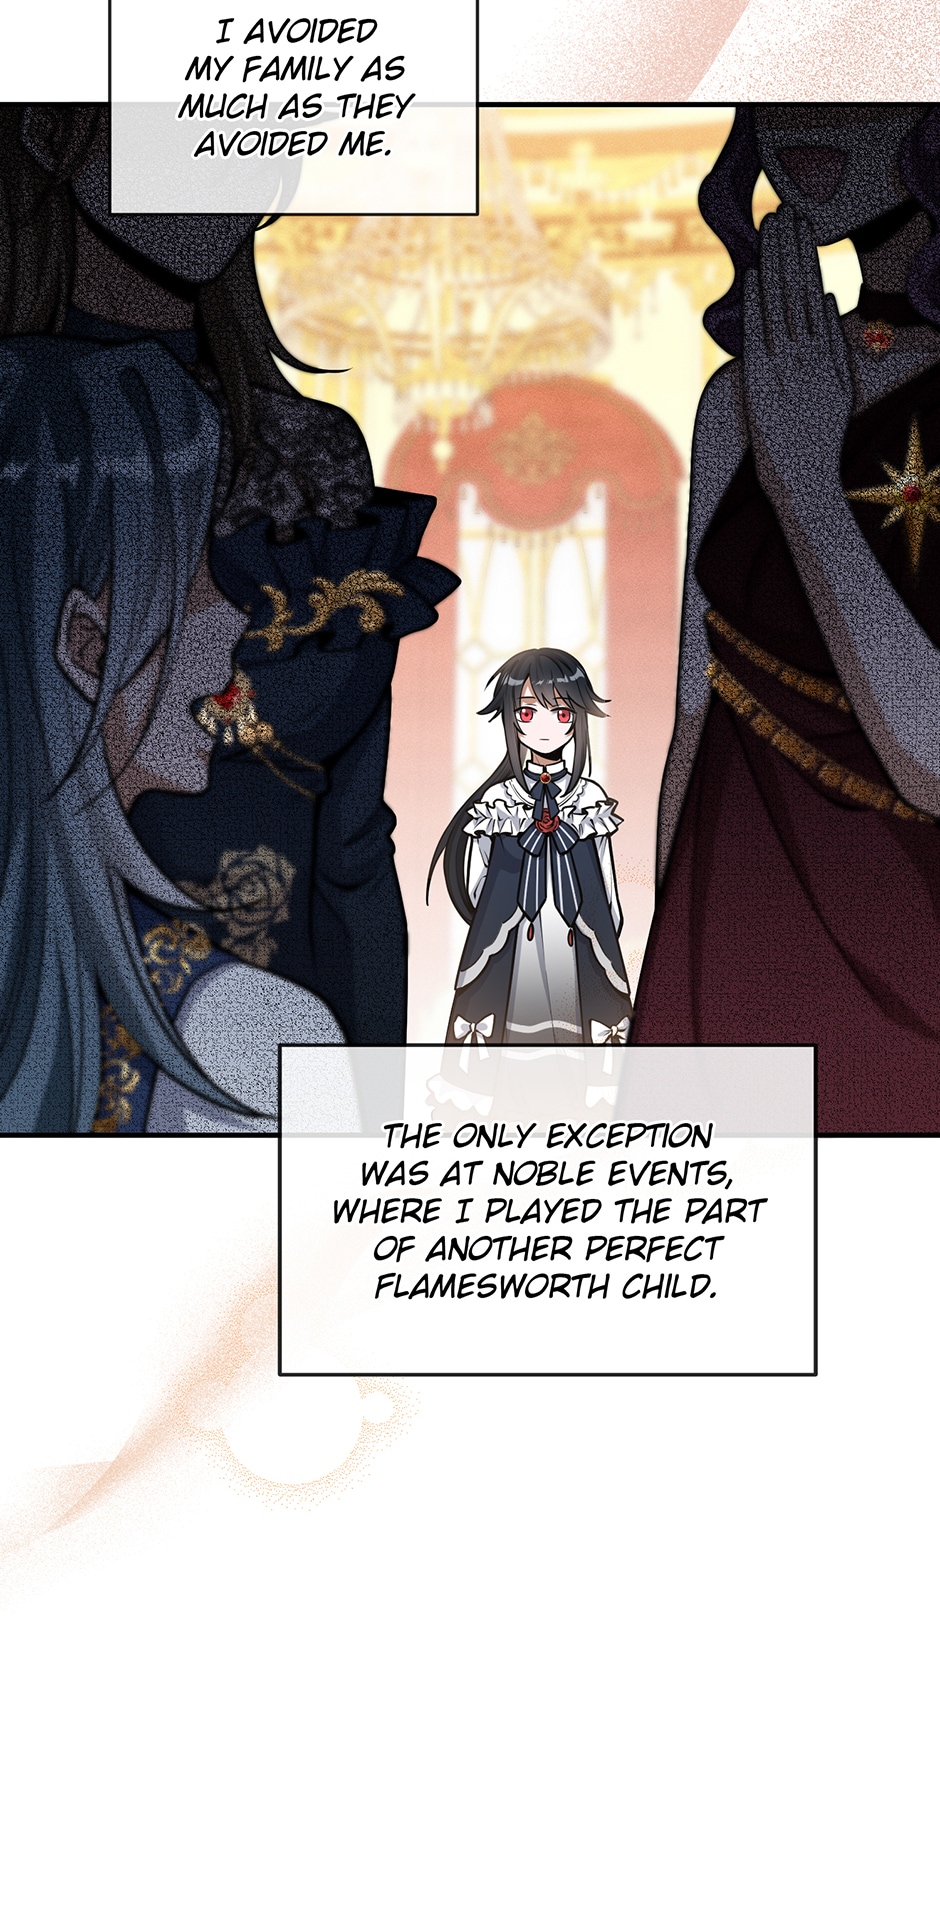 I AVOIDED
MY FAMILY AS
MUCH AS THEY
AVOIDED ME.
THE ONLY EXCEPTION
WAS AT NOBLE EVENTS,
WHERE I PLAYED THE PART
OF ANOTHER PERFECT
FLAMESWORTH CHILD.